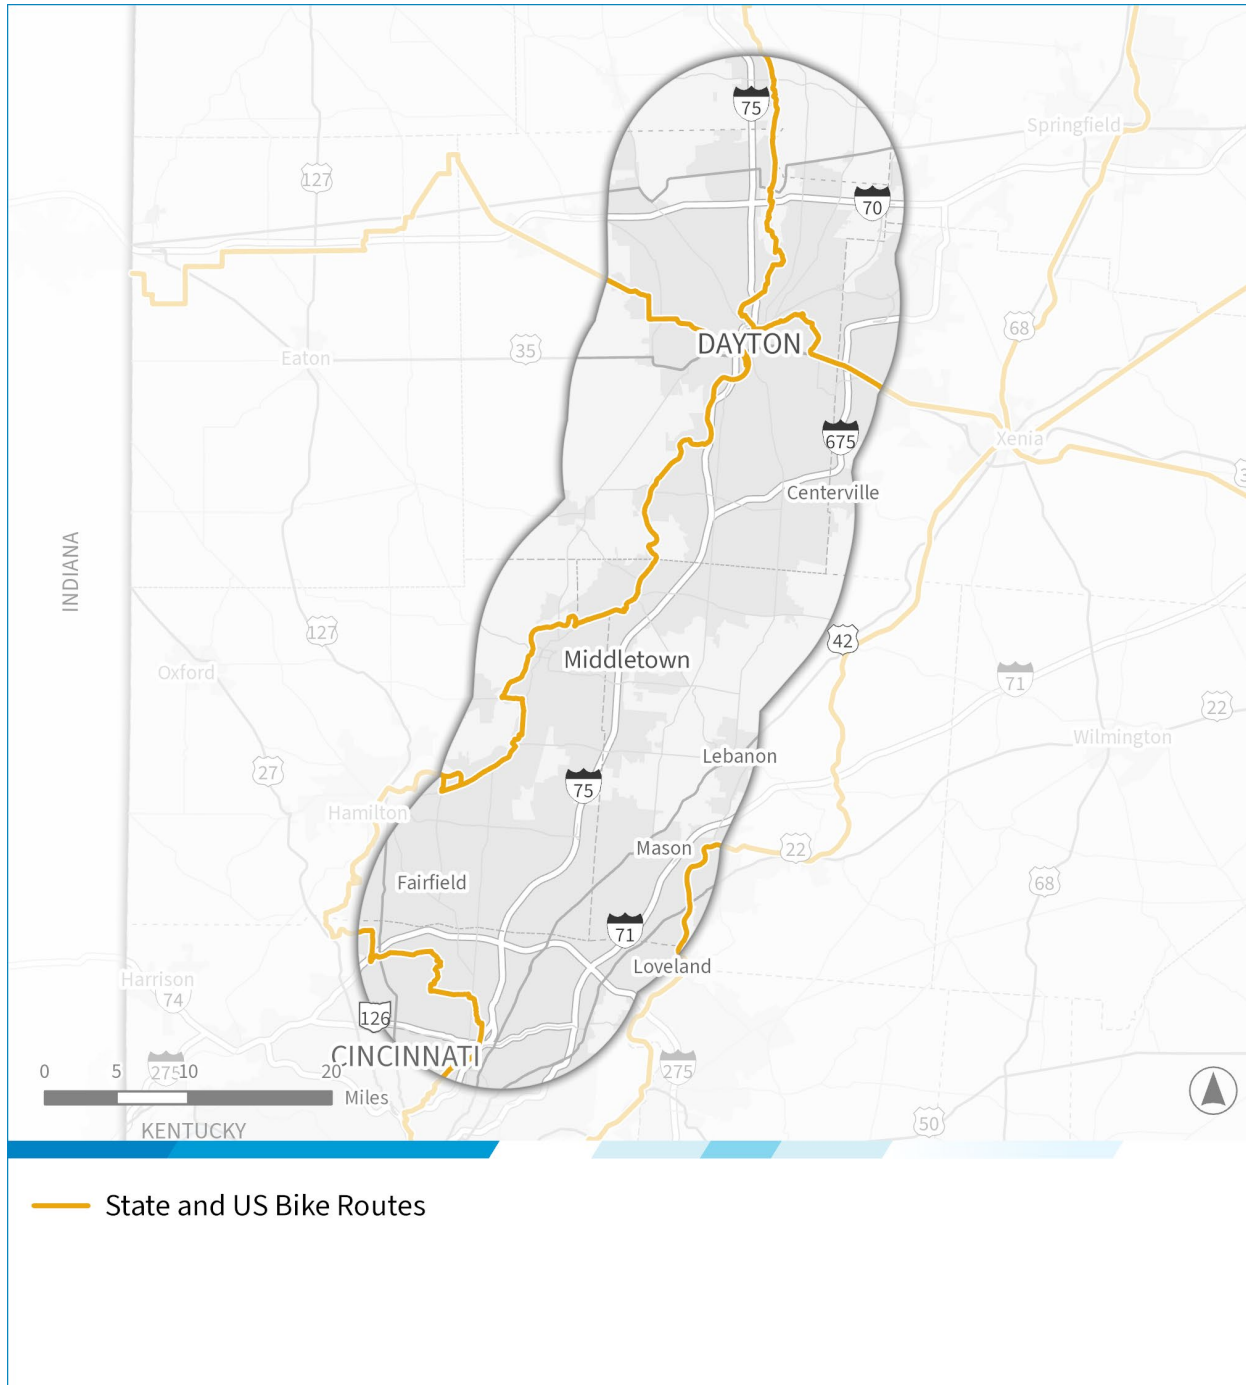 75
Springfield
127
70
68
DAYTON
35
Eaton
675
Xenia
Centerville
INDIANA
127
42
Middletown
Oxford
71
22
Wilmington
Lebanon
27
75
Hamilton
Mason
22
Fairfield
68
71
Loveland
Harrison
74
126
CINCINNATI
275
275
0 5 10 20
Miles
50
KENTUCKY
State and US Bike Routes